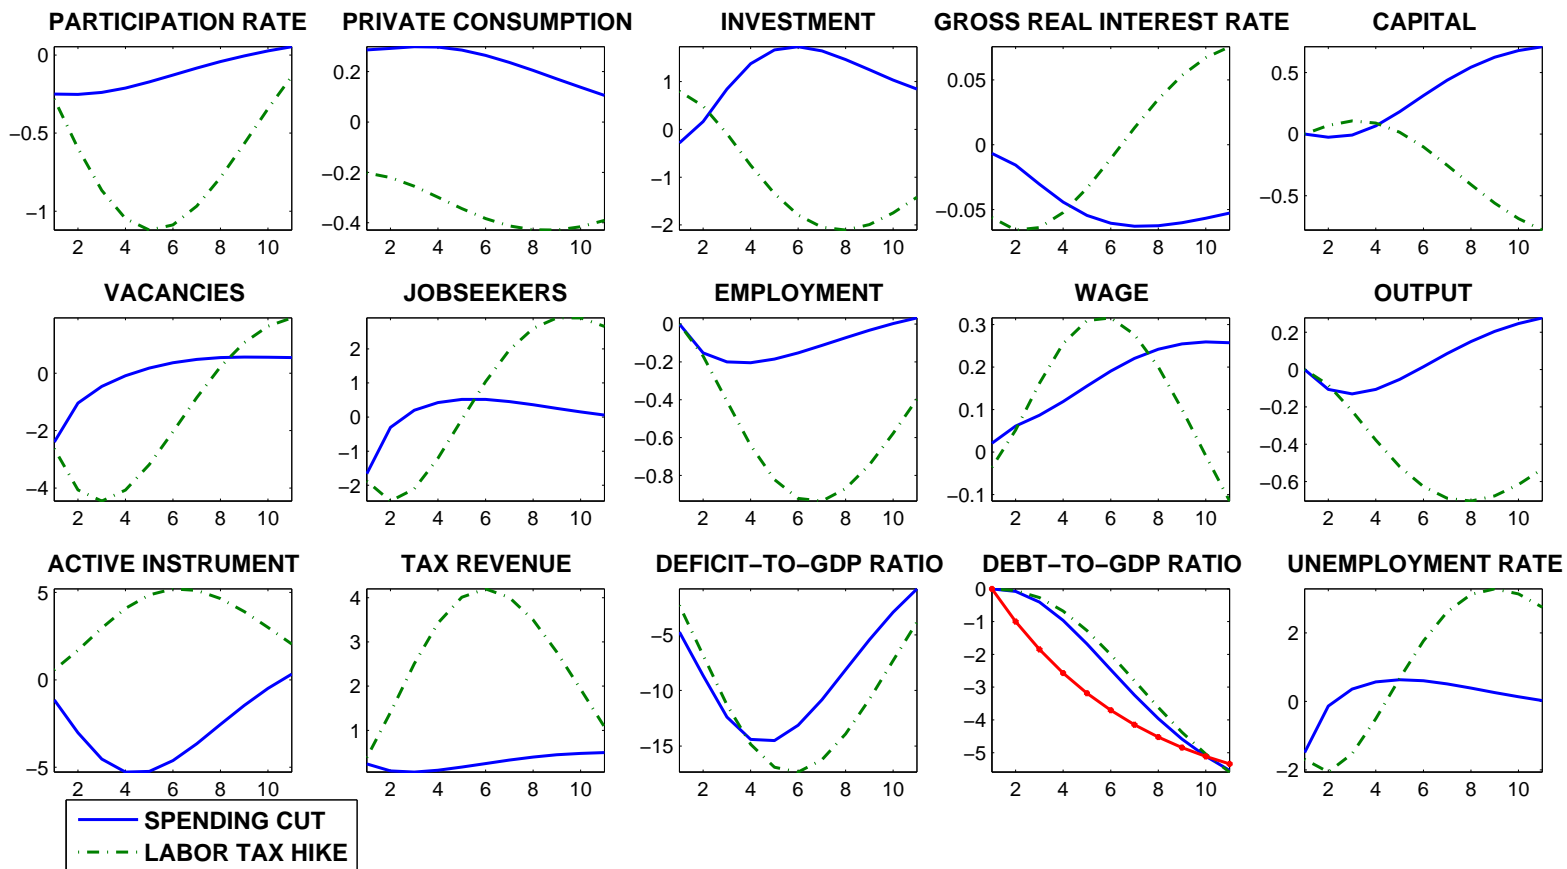 PARTICIPATION RATE
0
−0.5
−1
2 4 6 8 10
PRIVATE CONSUMPTION
0.2
0
−0.2
−0.4
2 4 6 8 10
INVESTMENT
1
0
−1
−2
2 4 6 8 10
GROSS REAL INTEREST RATE
0.05
0
−0.05
2 4 6 8 10
CAPITAL
0.5
0
−0.5
2 4 6 8 10
VACANCIES
0
−2
−4
2 4 6 8 10
JOBSEEKERS
2
1
0
−1
−2
2 4 6 8 10
EMPLOYMENT
0
−0.2
−0.4
−0.6
−0.8
2 4 6 8 10
WAGE
0.3
0.2
0.1
0
−0.1
2 4 6 8 10
OUTPUT
0.2
0
−0.2
−0.4
−0.6
2 4 6 8 10
ACTIVE INSTRUMENT
5
0
−5
2 4 6 8 10
TAX REVENUE
4
3
2
1
2 4 6 8 10
DEFICIT−TO−GDP RATIO
−5
−10
−15
2 4 6 8 10
DEBT−TO−GDP RATIO
0
−1
−2
−3
−4
−5
2 4 6 8 10
UNEMPLOYMENT RATE
2
0
−2
2 4 6 8 10
SPENDING CUT
LABOR TAX HIKE